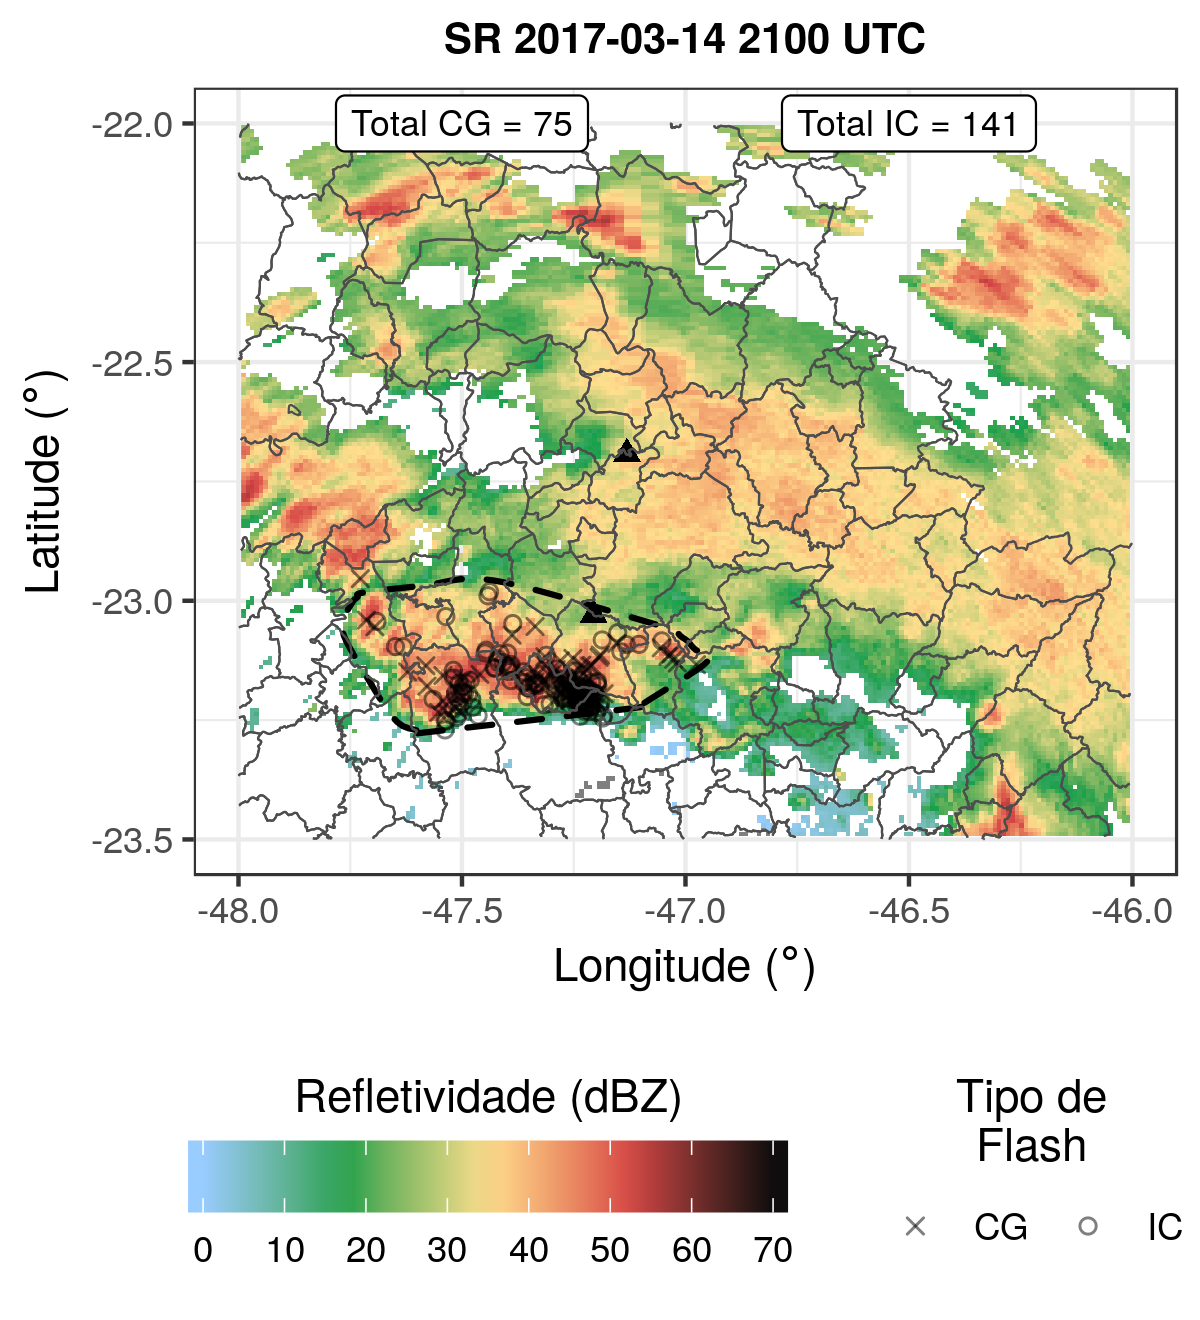 SR 2017-03-14 2100 UTC
Total CG = 75
Total IC = 141
-22.0
-22.5
-23.0
-23.5
Latitude (°)
-48.0
-47.5
-47.0
-46.5
-46.0
Longitude (°)
Refletividade (dBZ)
0 10 20 30 40 50 60 70
Tipo de
Flash
CG
IC